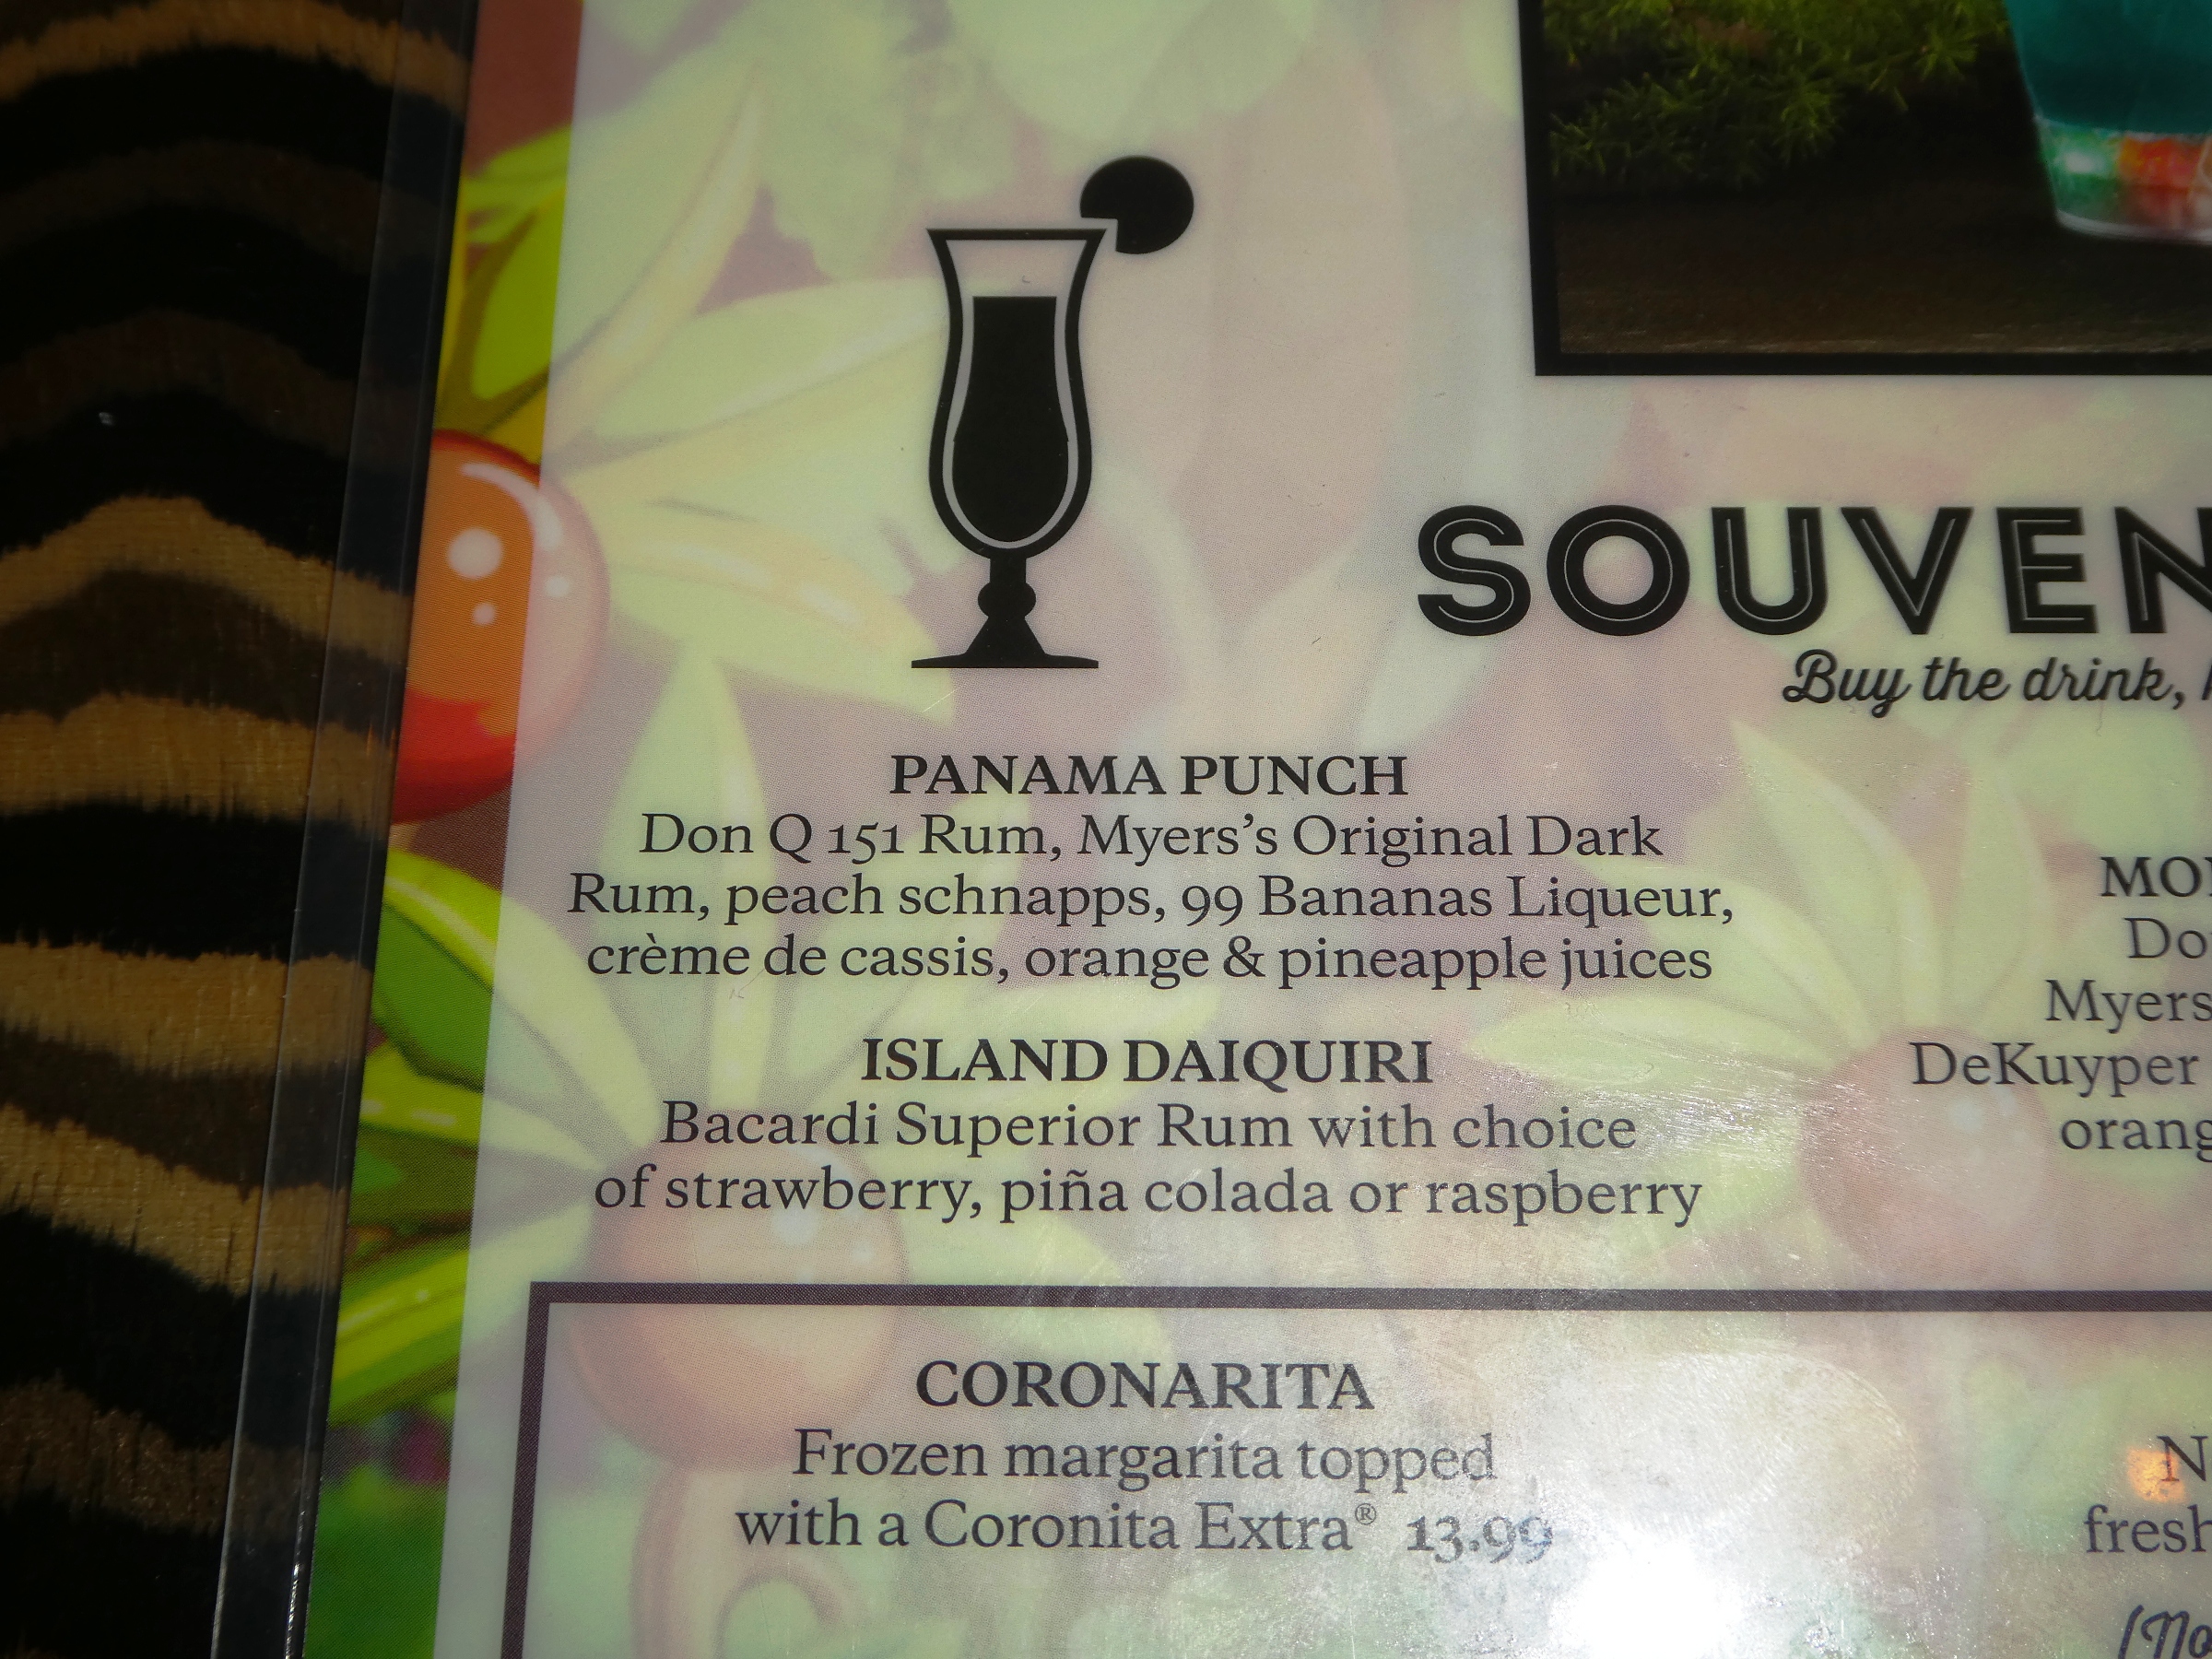 SOUVEN
Buy the drink,
PANAMA PUNCH
Don Q 151 Rum, Myers's Original Dark
Rum, peach schnapps, 99 Bananas Liqueur,
crème de cassis, orange & pineapple juices
ISLAND DAIQUIRI
Bacardi Superior Rum with choice
of strawberry, piña colada or raspberry
CORONARITA
Frozen margarita topped
with a Coronita Extra® 13.99
MO
Do
Myers
DeKuyper
orang
N
fresh
(No